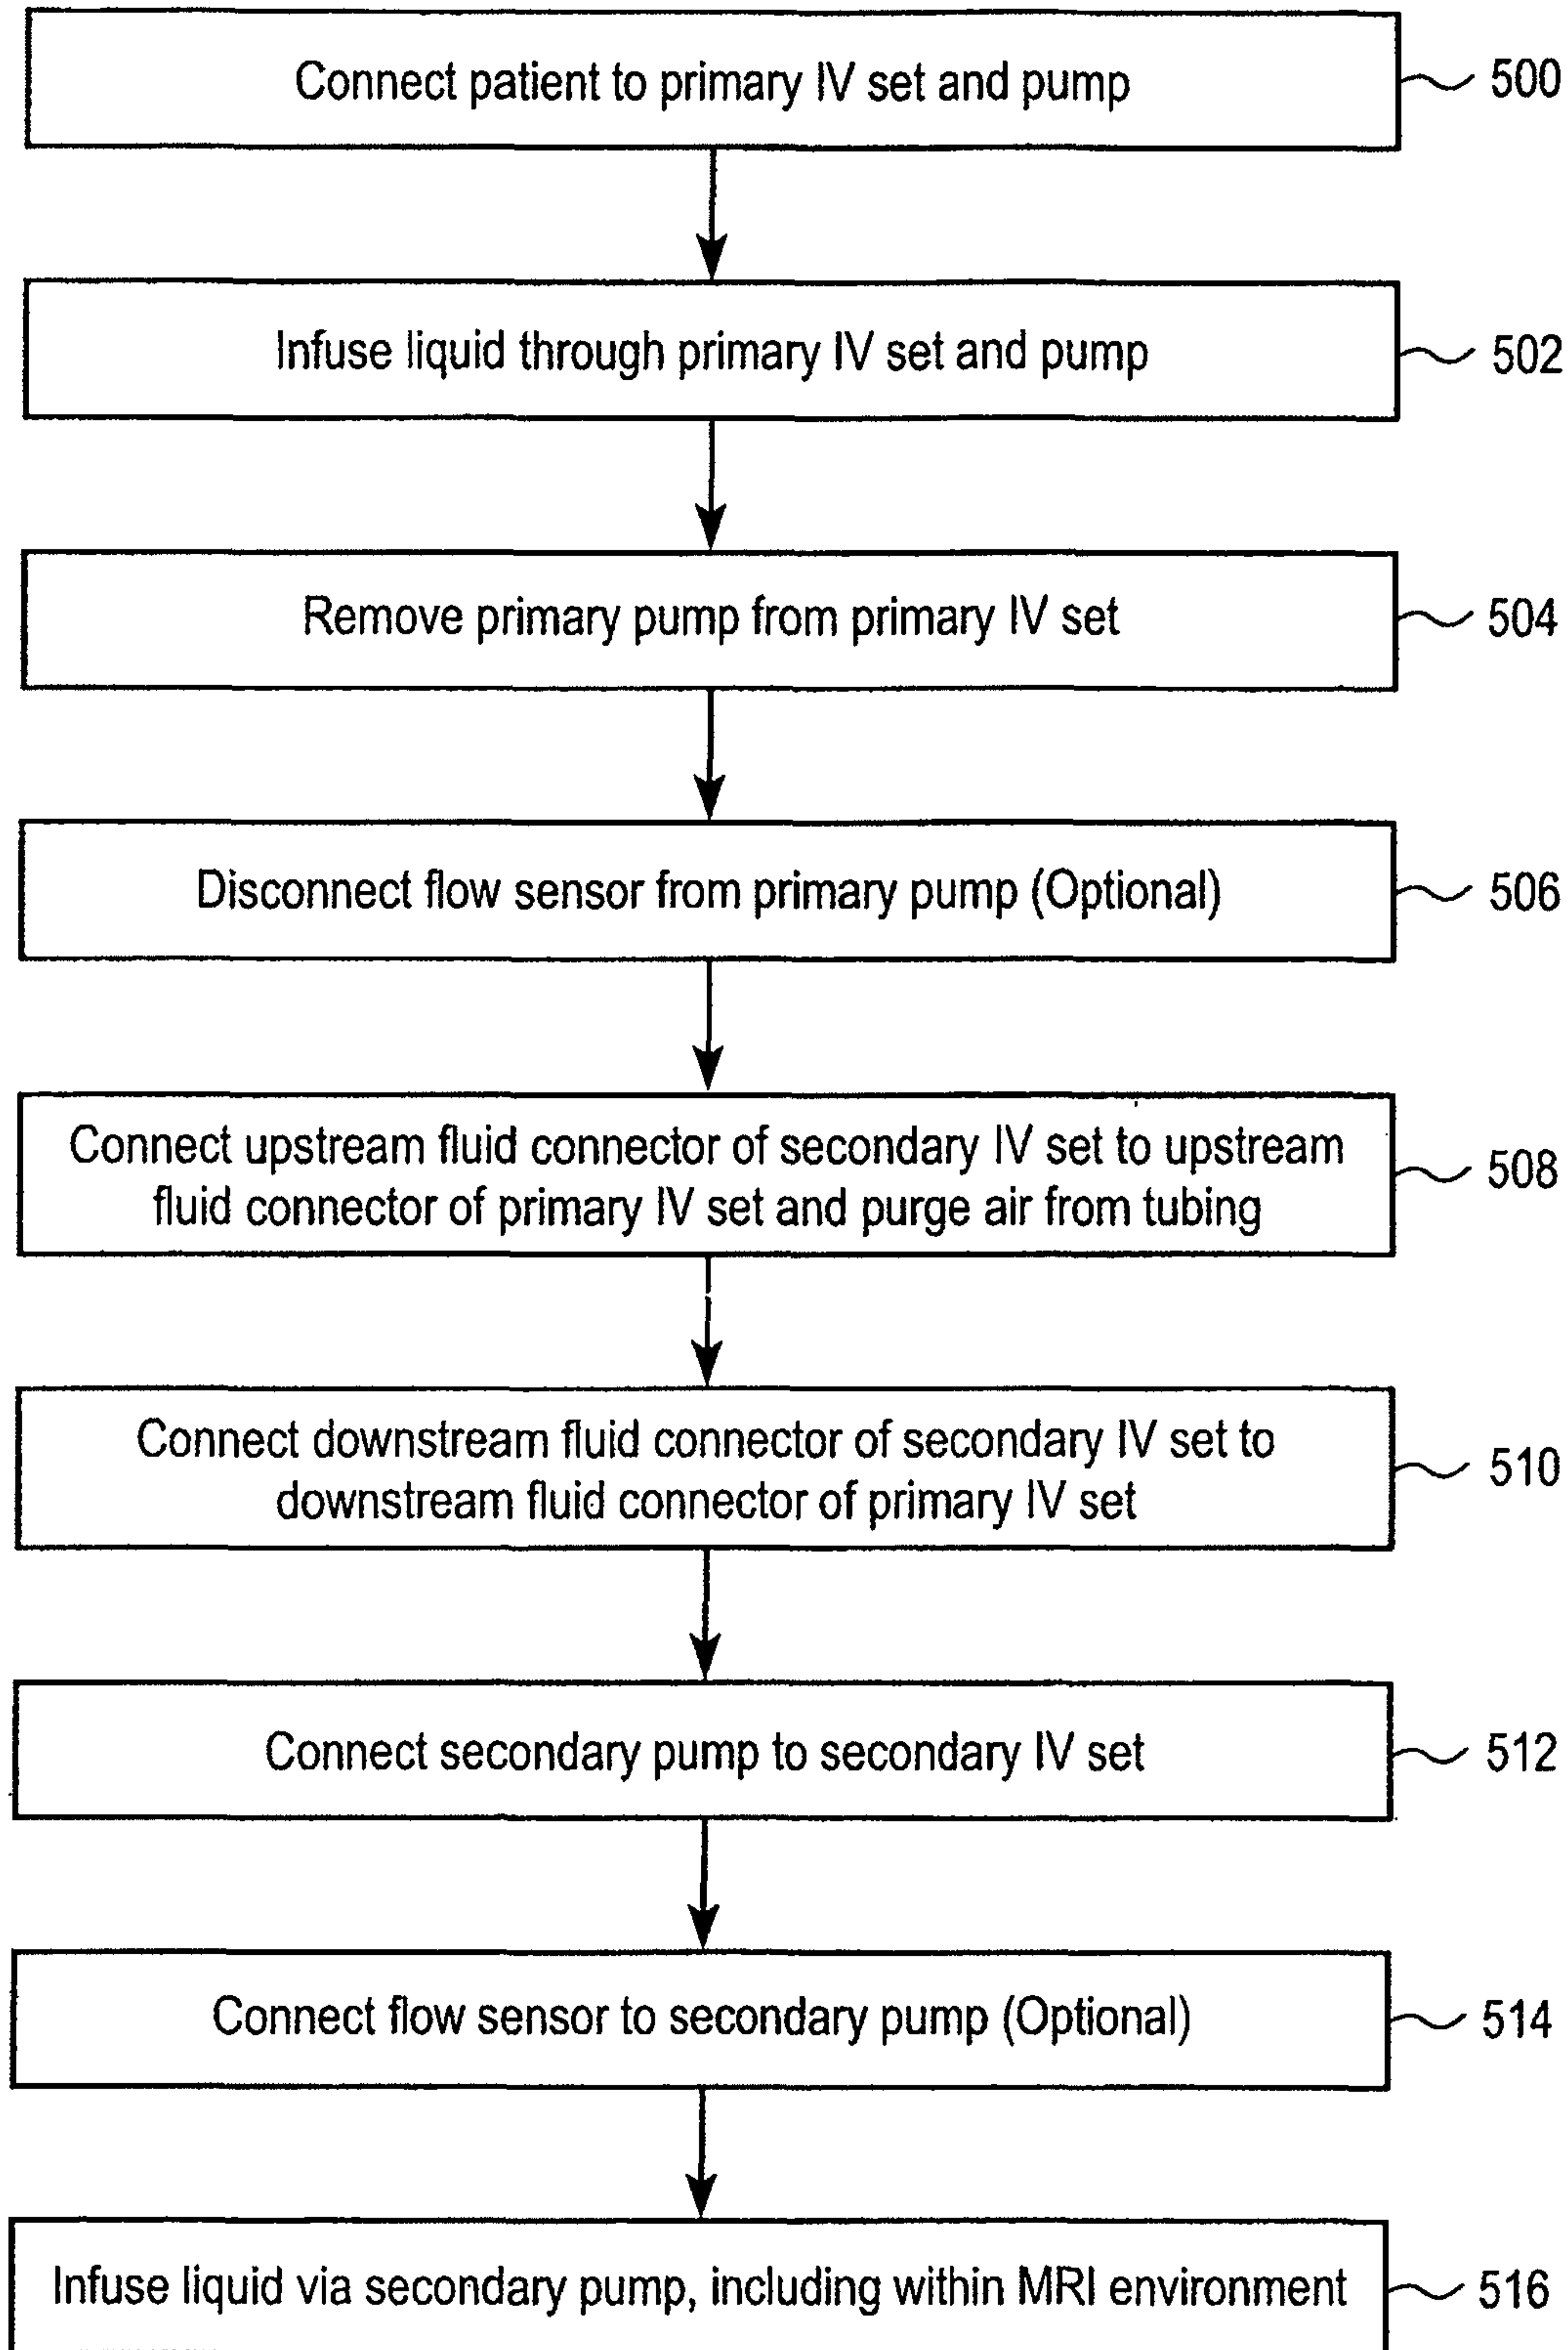 Connect patient to primary IV set and pump
500
Infuse liquid through primary IV set and pump
502
Remove primary pump from primary IV set
504
Disconnect flow sensor from primary pump (Optional)
506
Connect upstream fluid connector of secondary IV set to upstream
fluid connector of primary IV set and purge air from tubing
508
Connect downstream fluid connector of secondary IV set to
downstream fluid connector of primary IV set
510
Connect secondary pump to secondary IV set
512
Connect flow sensor to secondary pump (Optional)
514
Infuse liquid via secondary pump, including within MRI environment
516